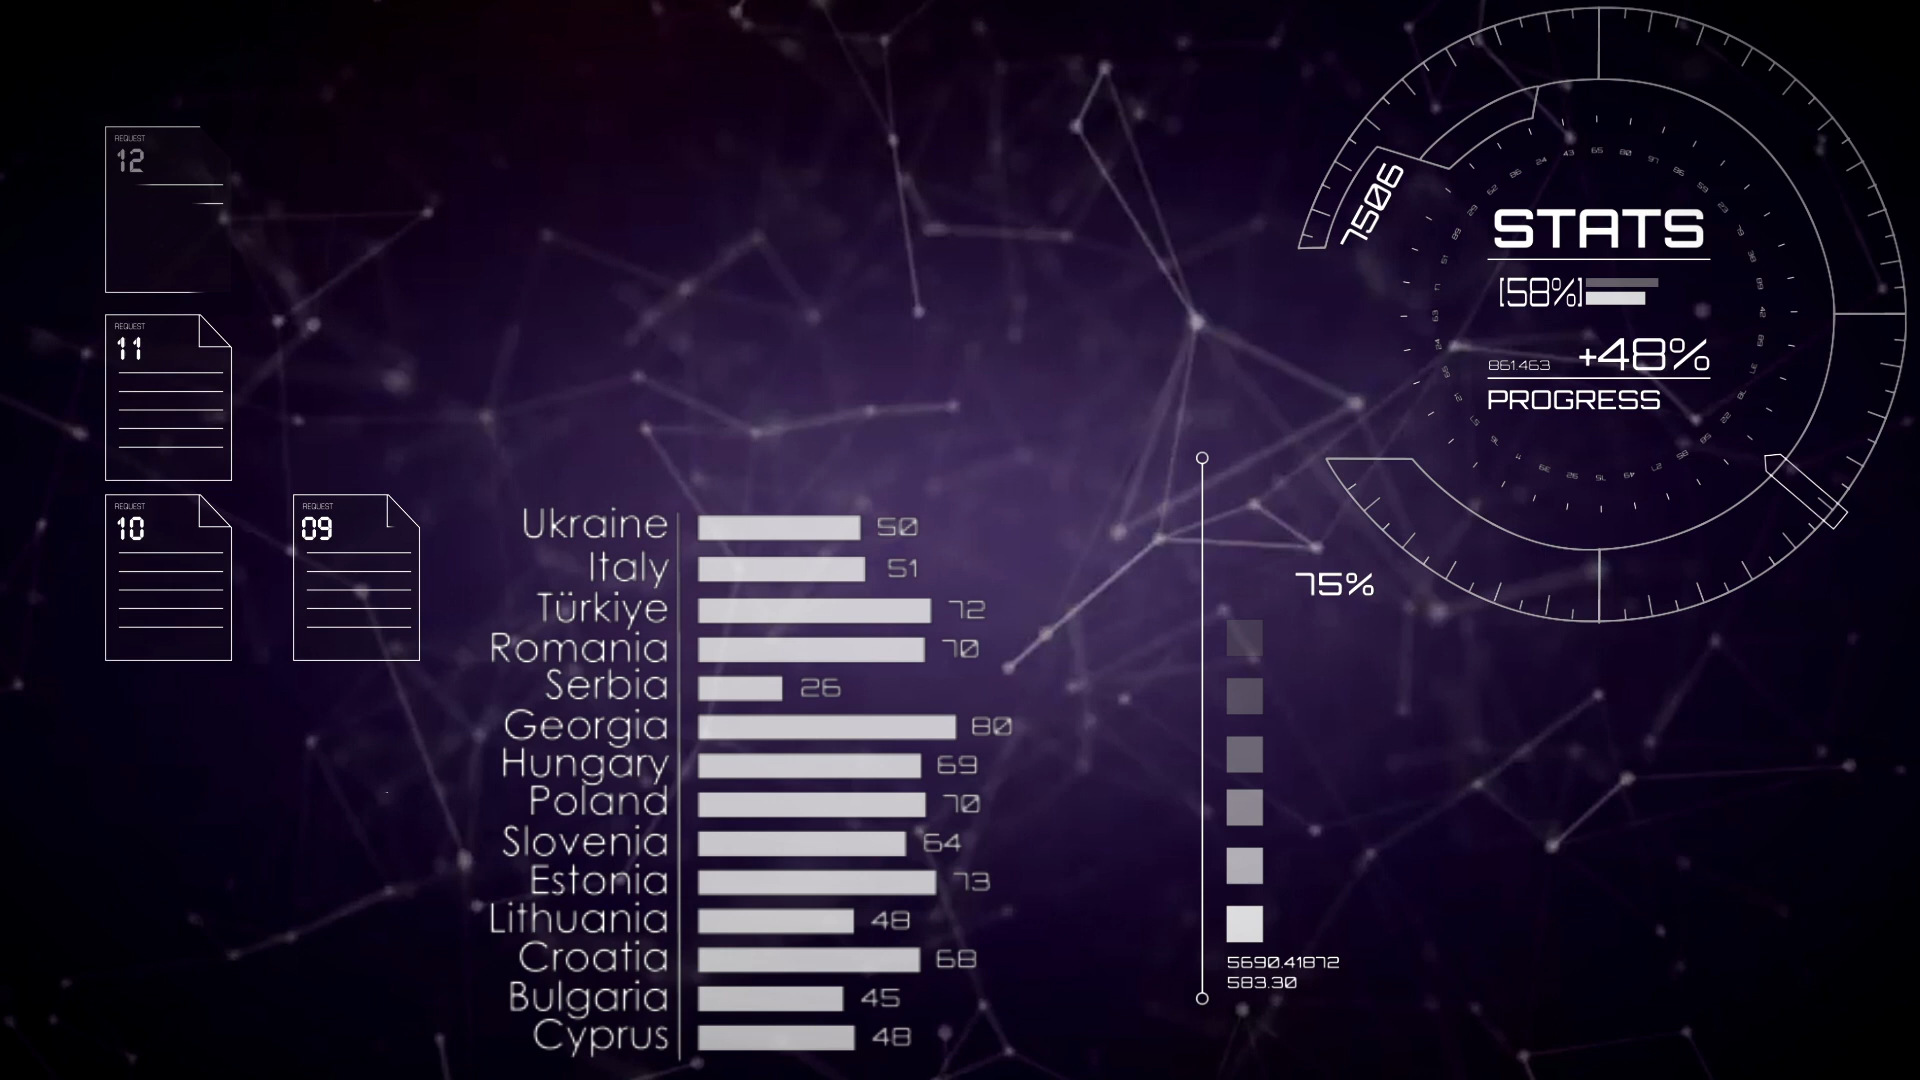 REQUEST
12
REQUEST
11
REQUEST
10
REQUEST
09
Ukraine 50
Italy 51
Türkiye 72
Romania 70
Serbia 26
Georgia 80
Hungary 69
Poland 70
Slovenia 64
Estonia 73
Lithuania 48
Croatia 68
Bulgaria 45
Cyprus 48
7506
STATS
[58%]
861.463 +48%
PROGRESS
75%
5690.41872
583.30